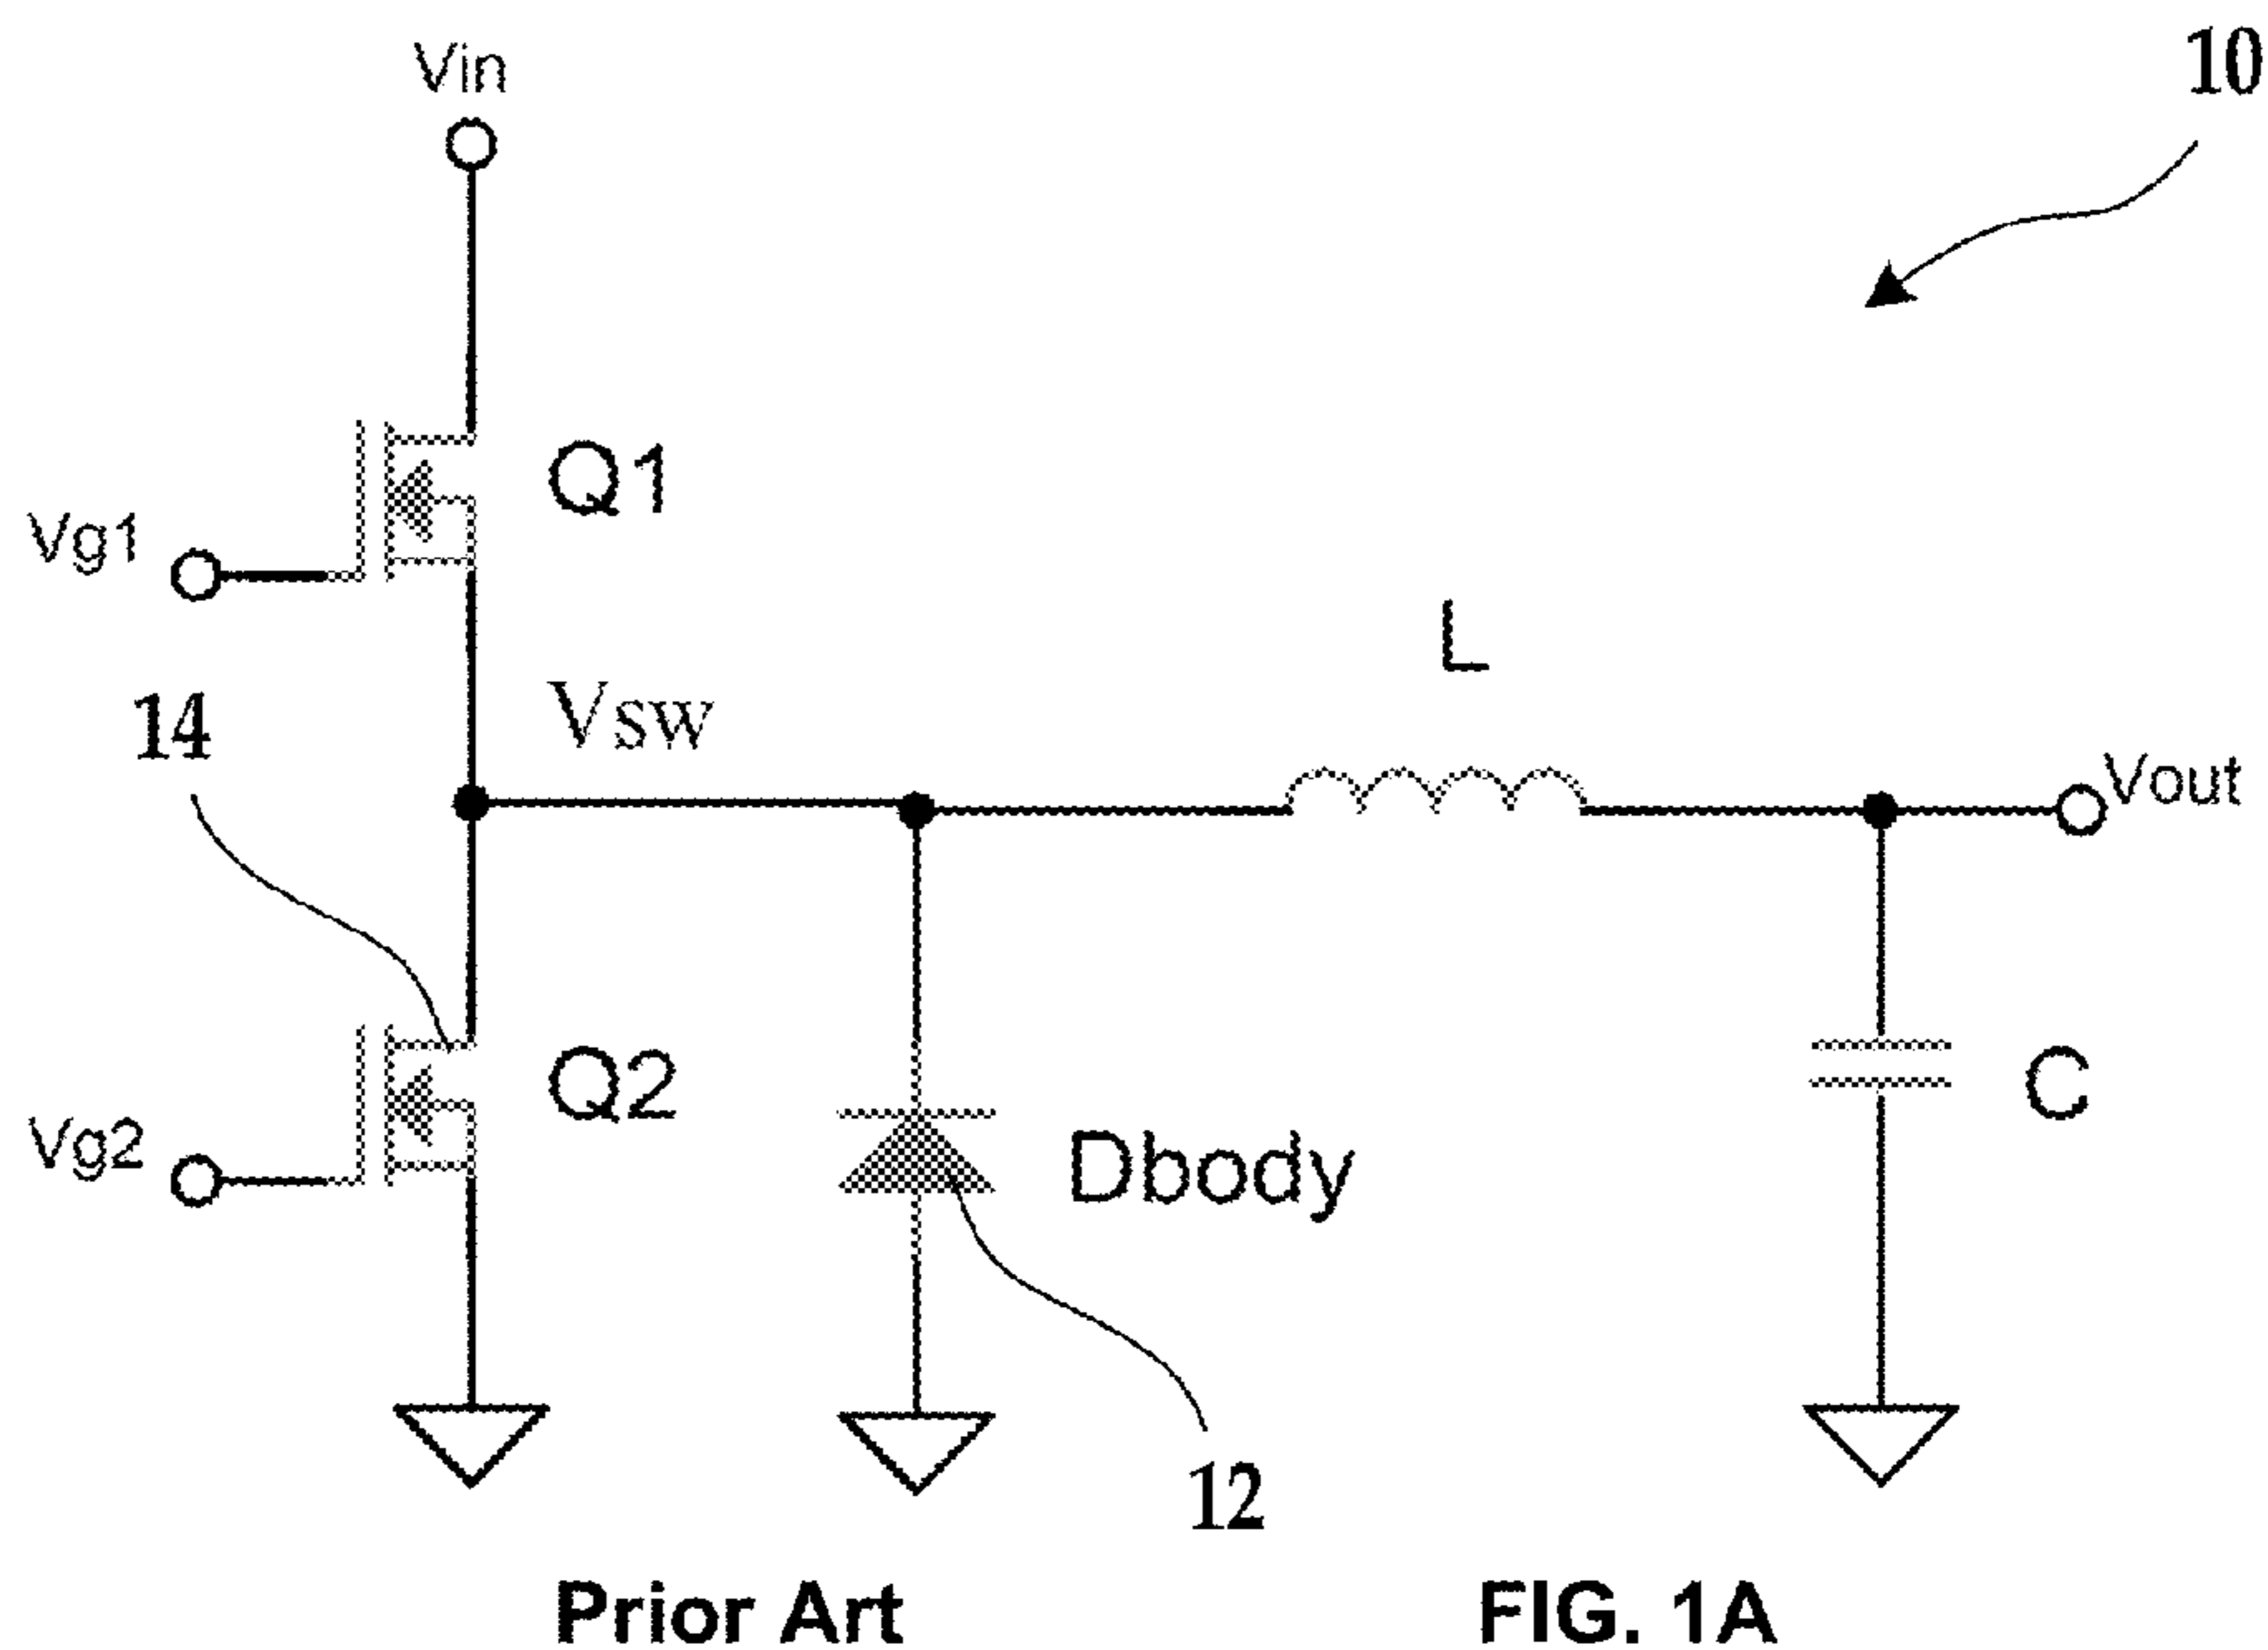 Vin
10
Q1
Vg1
L
14
Vsw
Vout
Q2
C
Vg2
Dbody
12
Prior Art
FIG. 1A